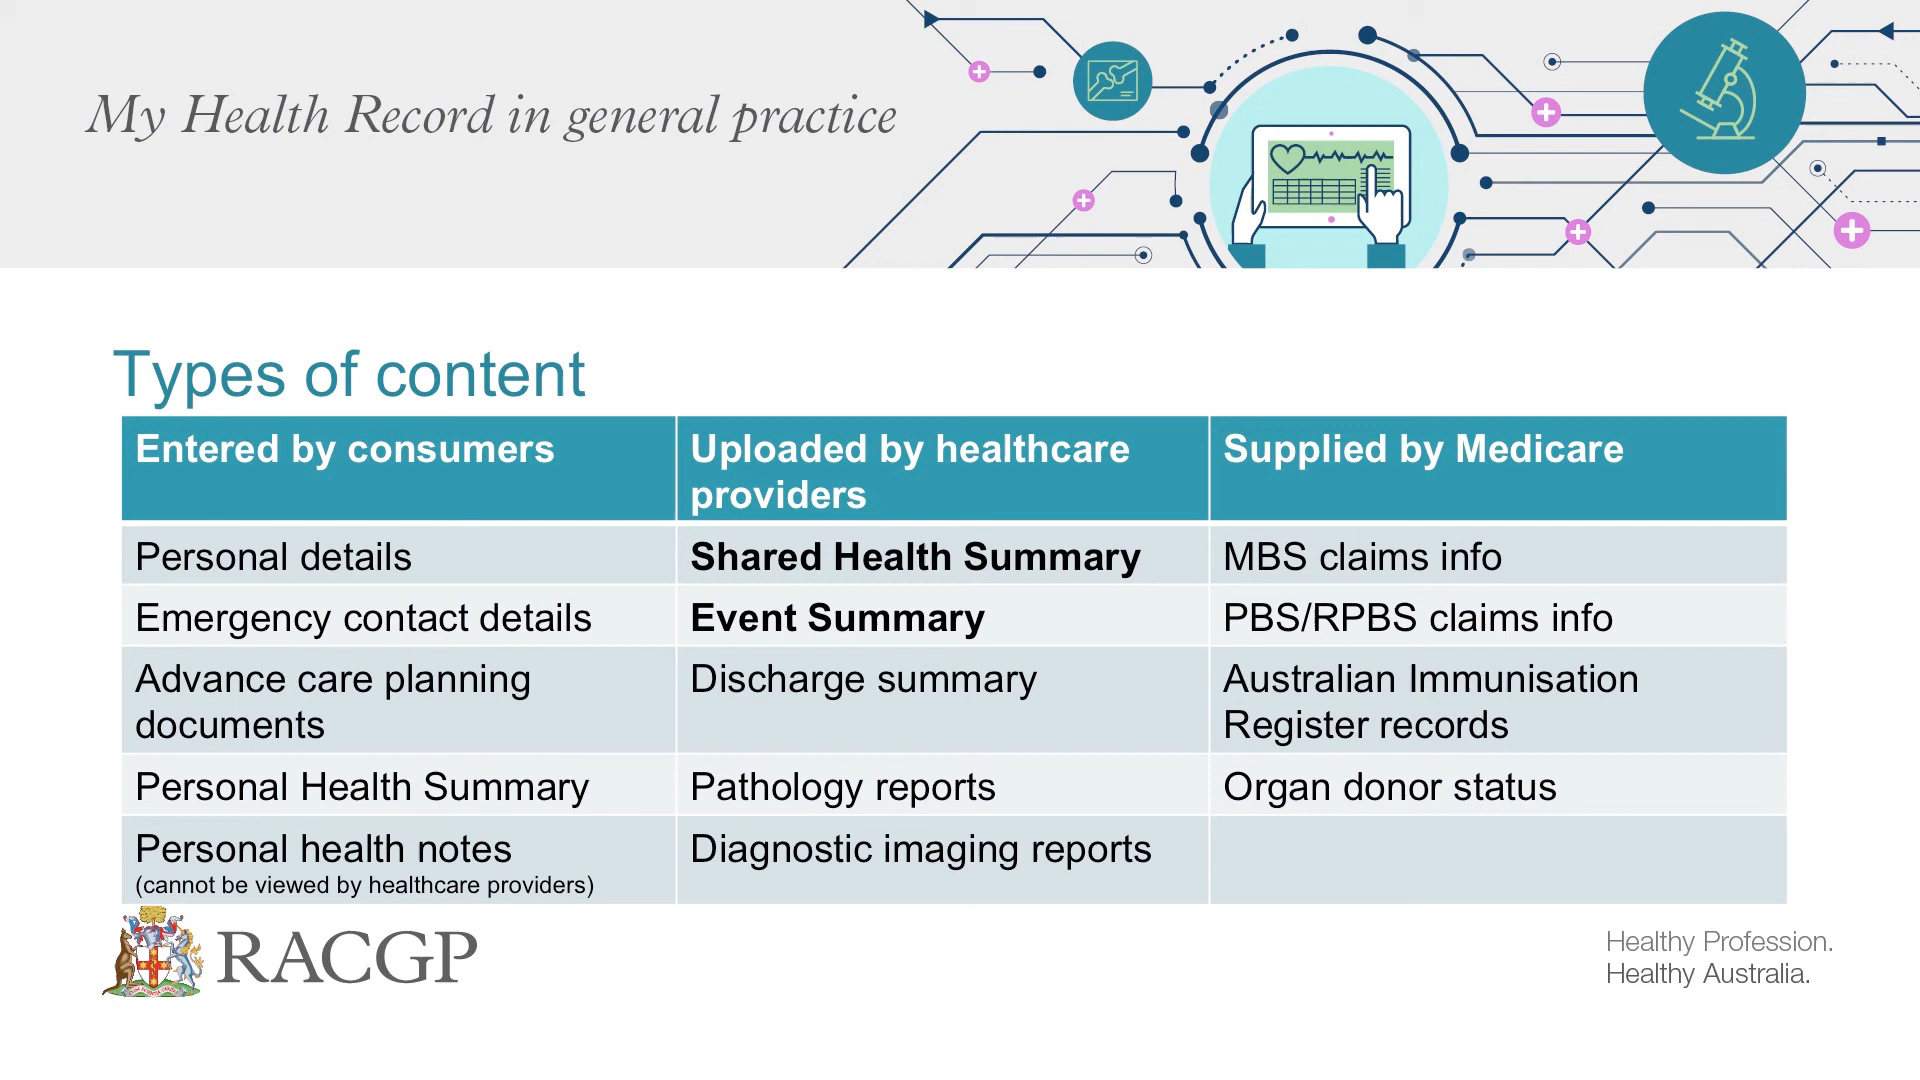 My Health Record in general practice
Types of content
Entered by consumers
Uploaded by healthcare
providers
Supplied by Medicare
Personal details
Shared Health Summary
MBS claims info
Emergency contact details
Event Summary
PBS/RPBS claims info
Advance care planning
documents
Discharge summary
Australian Immunisation
Register records
Personal Health Summary
Pathology reports
Organ donor status
Personal health notes
(cannot be viewed by healthcare providers)
Diagnostic imaging reports
RACGP
Healthy Profession.
Healthy Australia.